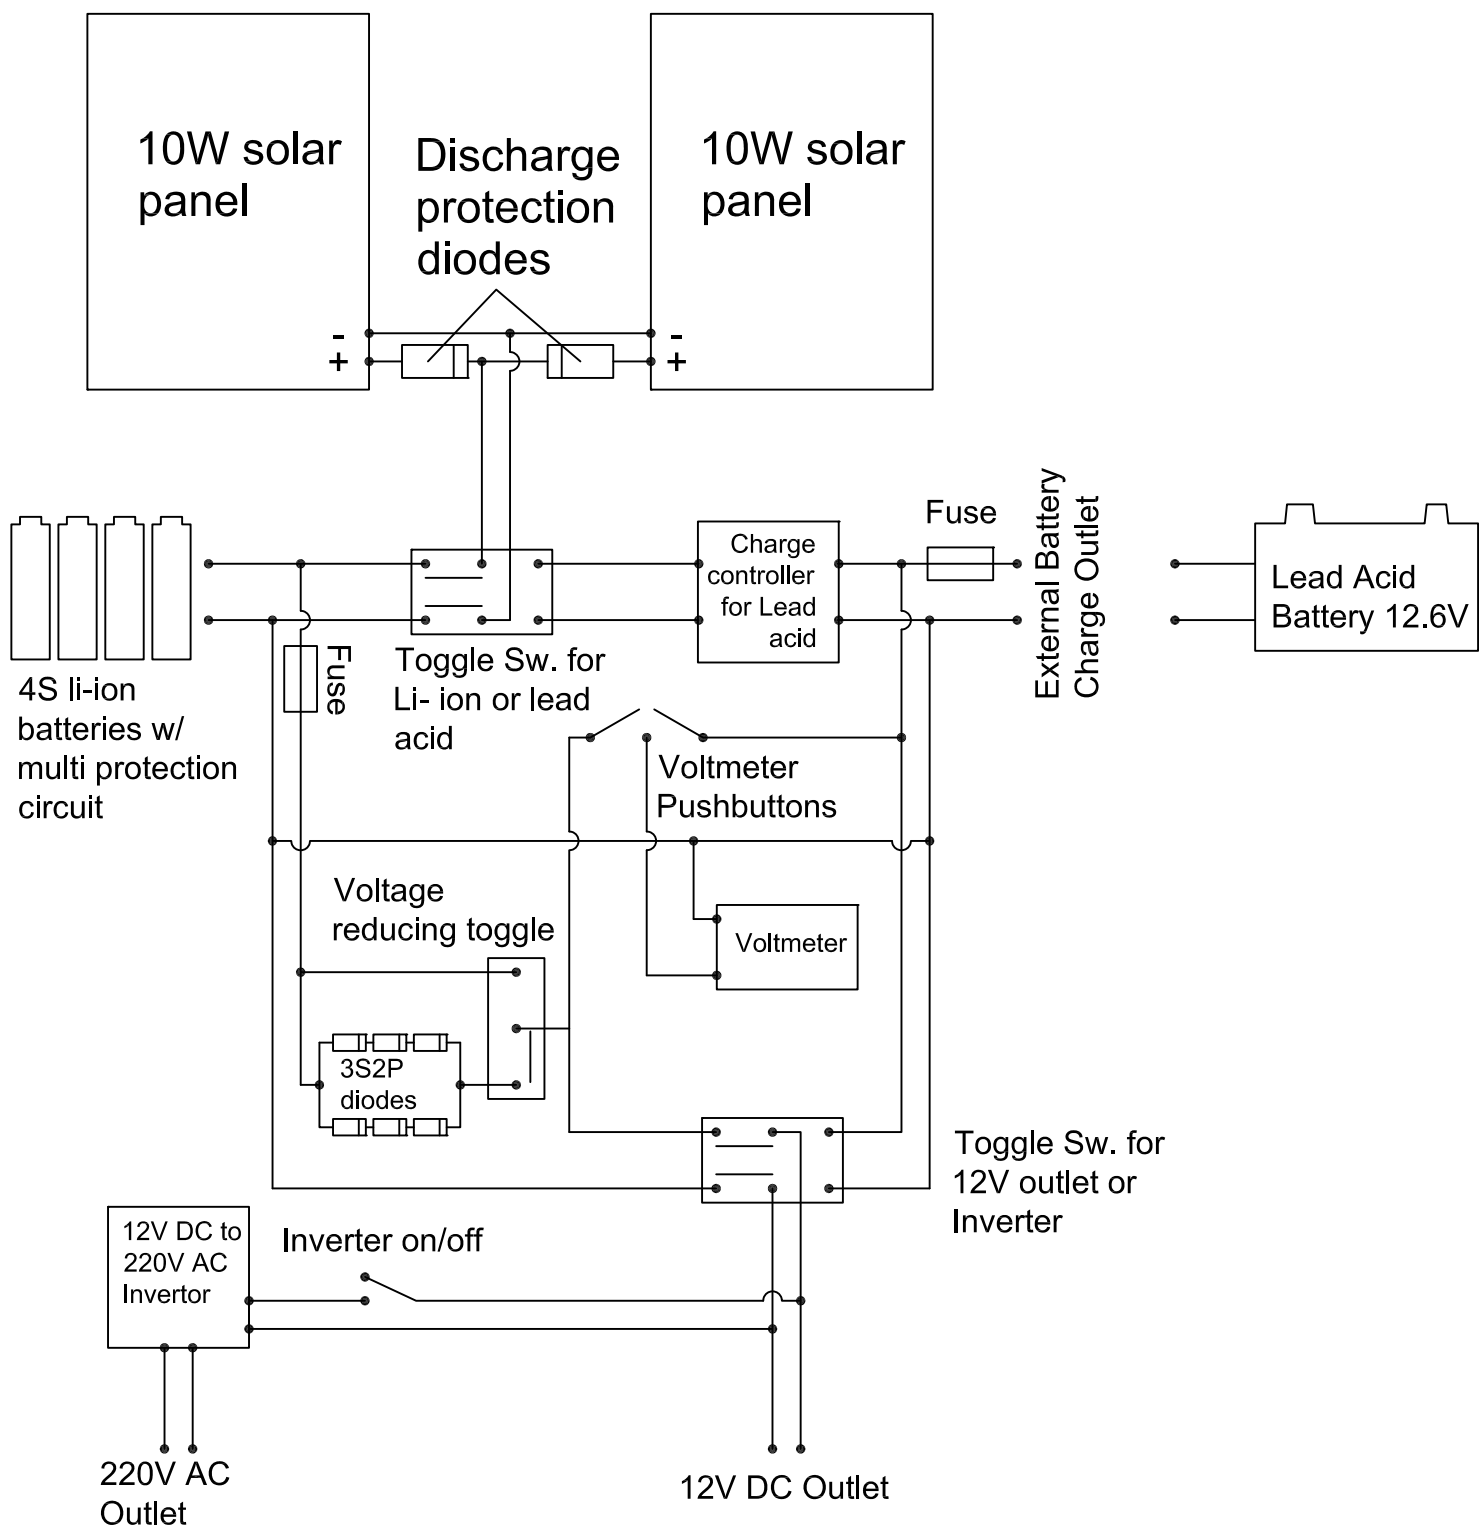 10W solar
panel
Discharge
protection
diodes
10W solar
panel
-
+
-
+
4S li-ion
batteries w/
multi protection
circuit
Fuse
Toggle Sw. for
Li- ion or lead
acid
Charge
controller
for Lead
acid
Fuse
External Battery
Charge Outlet
Lead Acid
Battery 12.6V
Voltmeter
Pushbuttons
Voltage
reducing toggle
Voltmeter
3S2P
diodes
Toggle Sw. for
12V outlet or
Inverter
12V DC to
220V AC
Invertor
Inverter on/off
220V AC
Outlet
12V DC Outlet